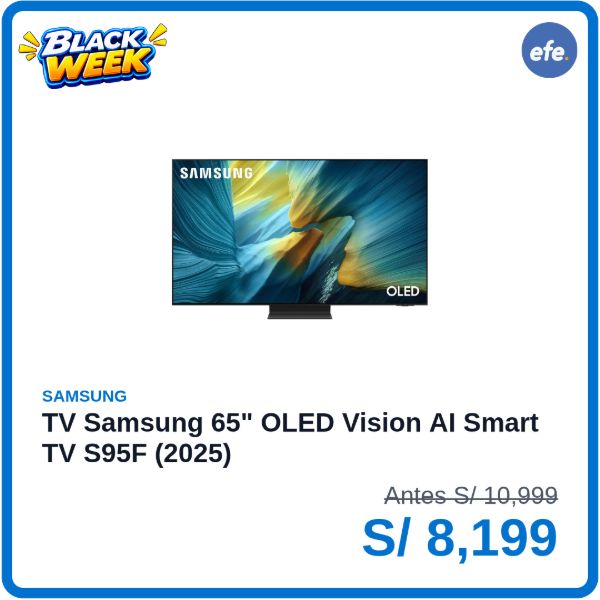 BLACK
WEEK
efe.
SAMSUNG
OLED
SAMSUNG
TV Samsung 65" OLED Vision AI Smart
TV S95F (2025)
Antes S/ 10,999
S/ 8,199